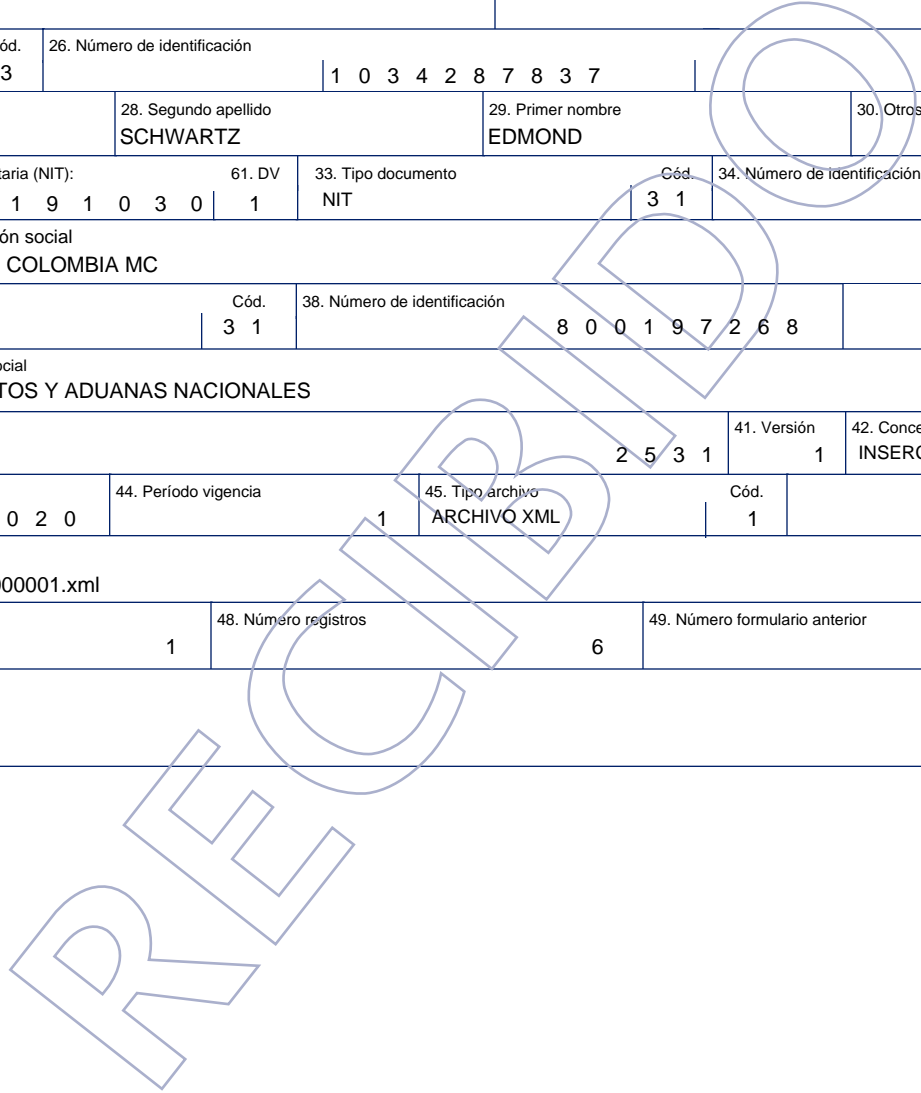 ód. 26. Número de identificación
3 1 0 3 4 2 8 7 8 3 7
28. Segundo apellido 29. Primer nombre 30. Otros
SCHWARTZ EDMOND
taria (NIT): 61. DV 33. Tipo documento Cód. 34. Número de identificación
1 9 1 0 3 0 1 NIT 3 1
ón social
COLOMBIA MC
Cód. 38. Número de identificación
3 1 8 0 0 1 9 7 2 6 8
ocial
TOS Y ADUANAS NACIONALES
41. Versión 42. Conce
2 5 3 1 1 INSERC
44. Período vigencia 45. Tipo archivo Cód.
0 2 0 1 ARCHIVO XML 1
000001.xml
48. Número registros 49. Número formulario anterior
1 6
RECIBIDO